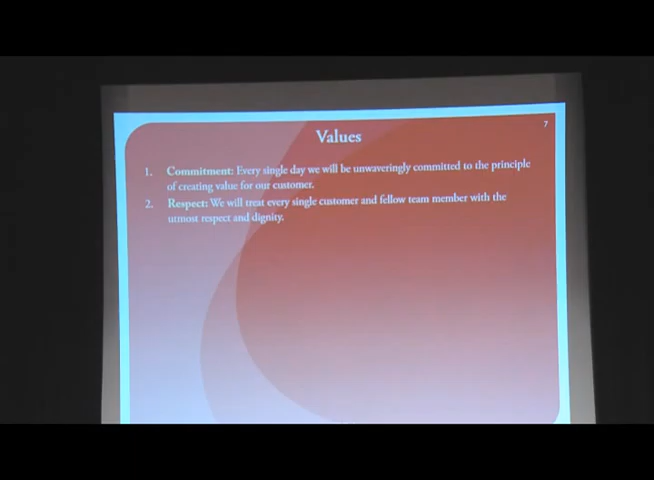 7
Values
1. Commitment: Every single day we will be unwaveringly committed to the principle
of creating value for our customer.
2. Respect: We will treat every single customer and fellow team member with the
utmost respect and dignity.